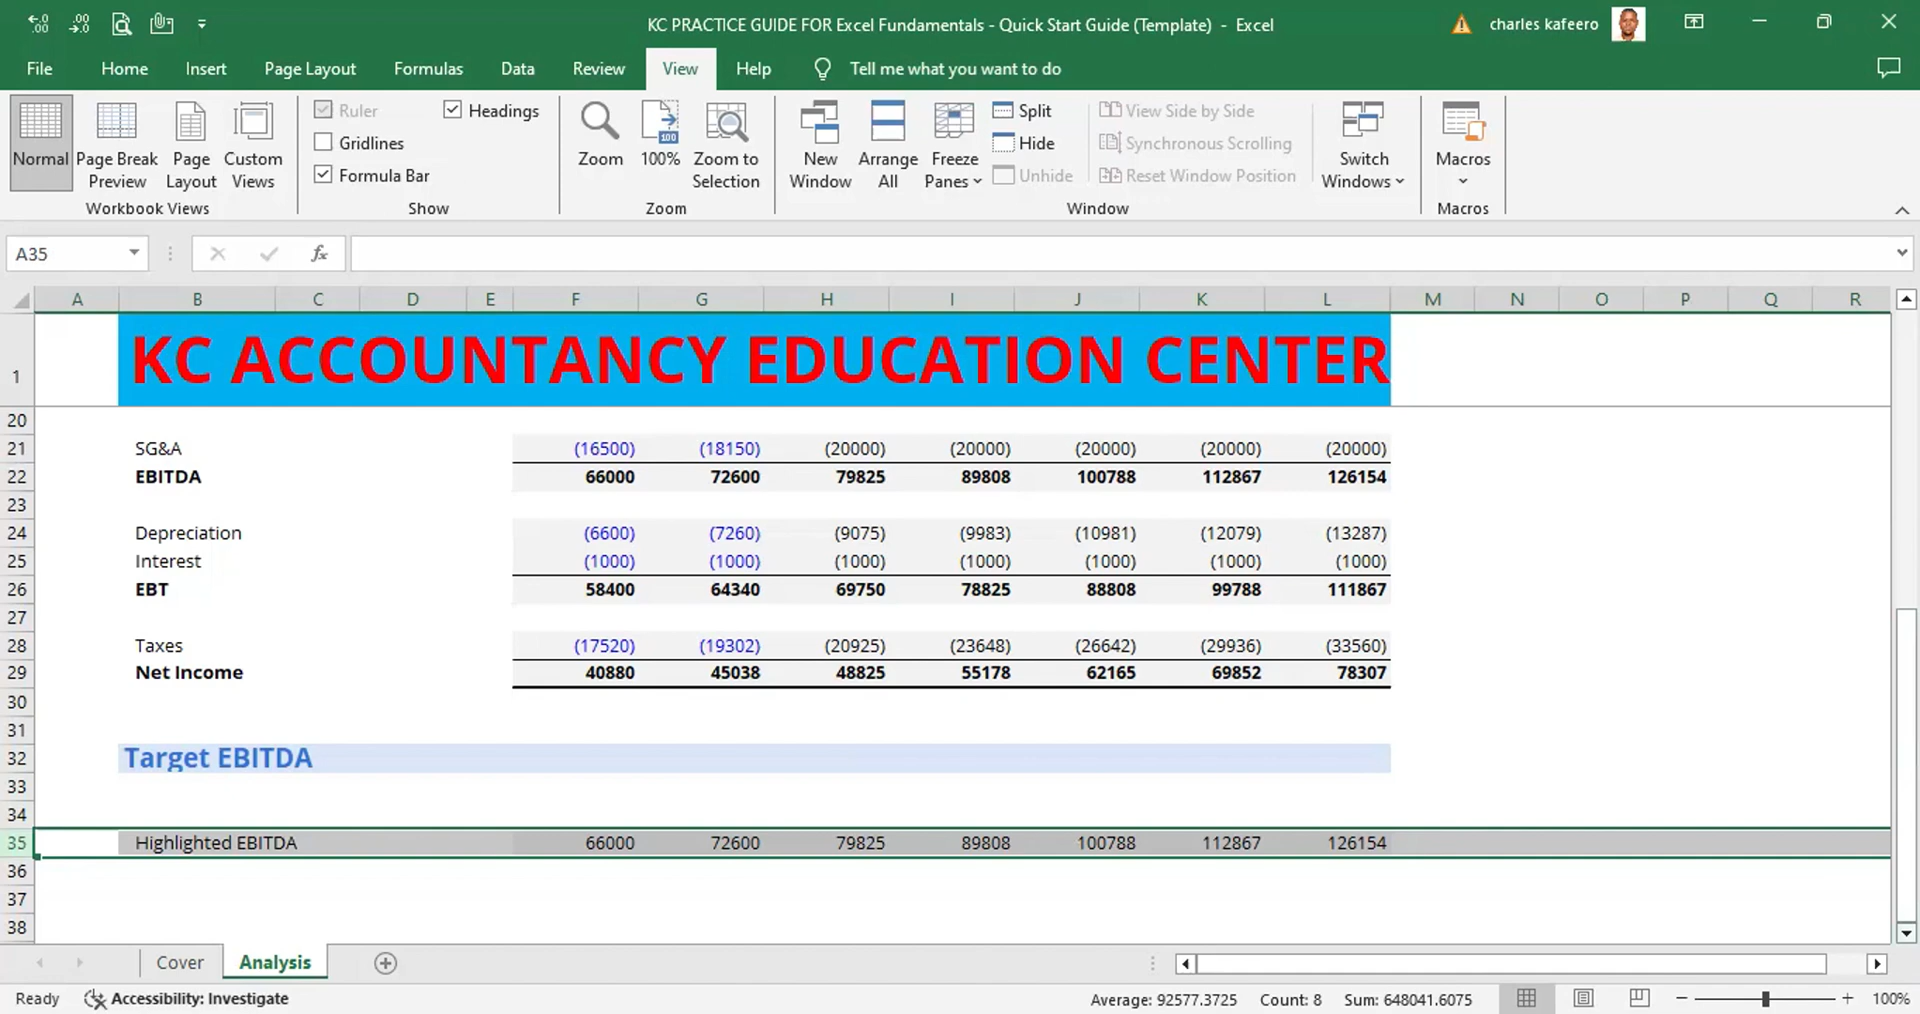 ←.0 .00 .00 →.0 KC PRACTICE GUIDE FOR Excel Fundamentals - Quick Start Guide (Template) - Excel charles kafeero
File Home Insert Page Layout Formulas Data Review View Help Tell me what you want to do
Ruler Headings Split View Side by Side
Gridlines Hide Synchronous Scrolling
Normal Page Break Preview Page Layout Custom Views Formula Bar Zoom 100% Zoom to Selection New Window Arrange All Freeze Panes Unhide Reset Window Position Switch Windows Macros
Workbook Views Show Zoom Window Macros
A35 fx
A B C D E F G H I J K L M N O P Q R
1 KC ACCOUNTANCY EDUCATION CENTER
20
21 SG&A (16500) (18150) (20000) (20000) (20000) (20000) (20000)
22 EBITDA 66000 72600 79825 89808 100788 112867 126154
23
24 Depreciation (6600) (7260) (9075) (9983) (10981) (12079) (13287)
25 Interest (1000) (1000) (1000) (1000) (1000) (1000) (1000)
26 EBT 58400 64340 69750 78825 88808 99788 111867
27
28 Taxes (17520) (19302) (20925) (23648) (26642) (29936) (33560)
29 Net Income 40880 45038 48825 55178 62165 69852 78307
30
31
32 Target EBITDA
33
34
35 Highlighted EBITDA 66000 72600 79825 89808 100788 112867 126154
36
37
38
Cover Analysis
Ready Accessibility: Investigate Average: 92577.3725 Count: 8 Sum: 648041.6075 100%